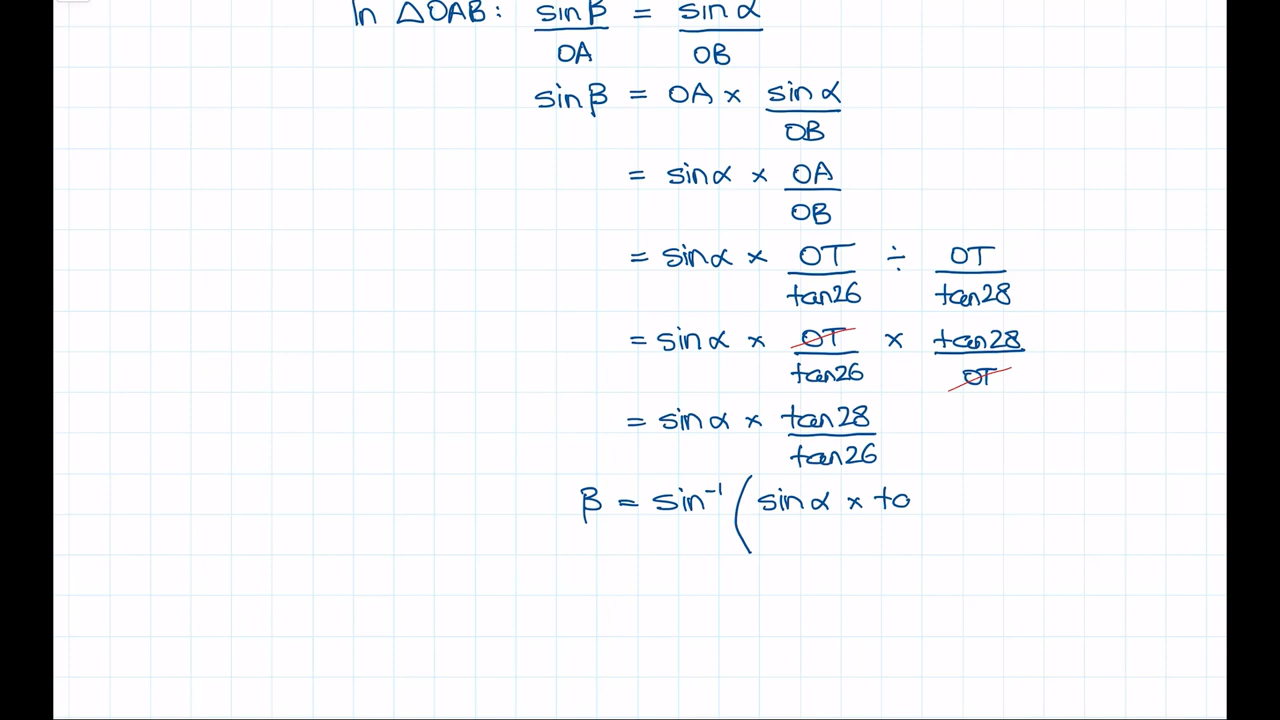 In △OAB: sinβ/OA = sinα/OB
sinβ = OA × sinα/OB
= sinα × OA/OB
= sinα × OT/tan26 ÷ OT/tan28
= sinα × OT/tan26 × tan28/OT
= sinα × tan28/tan26
β = sin⁻¹(sinα × ta